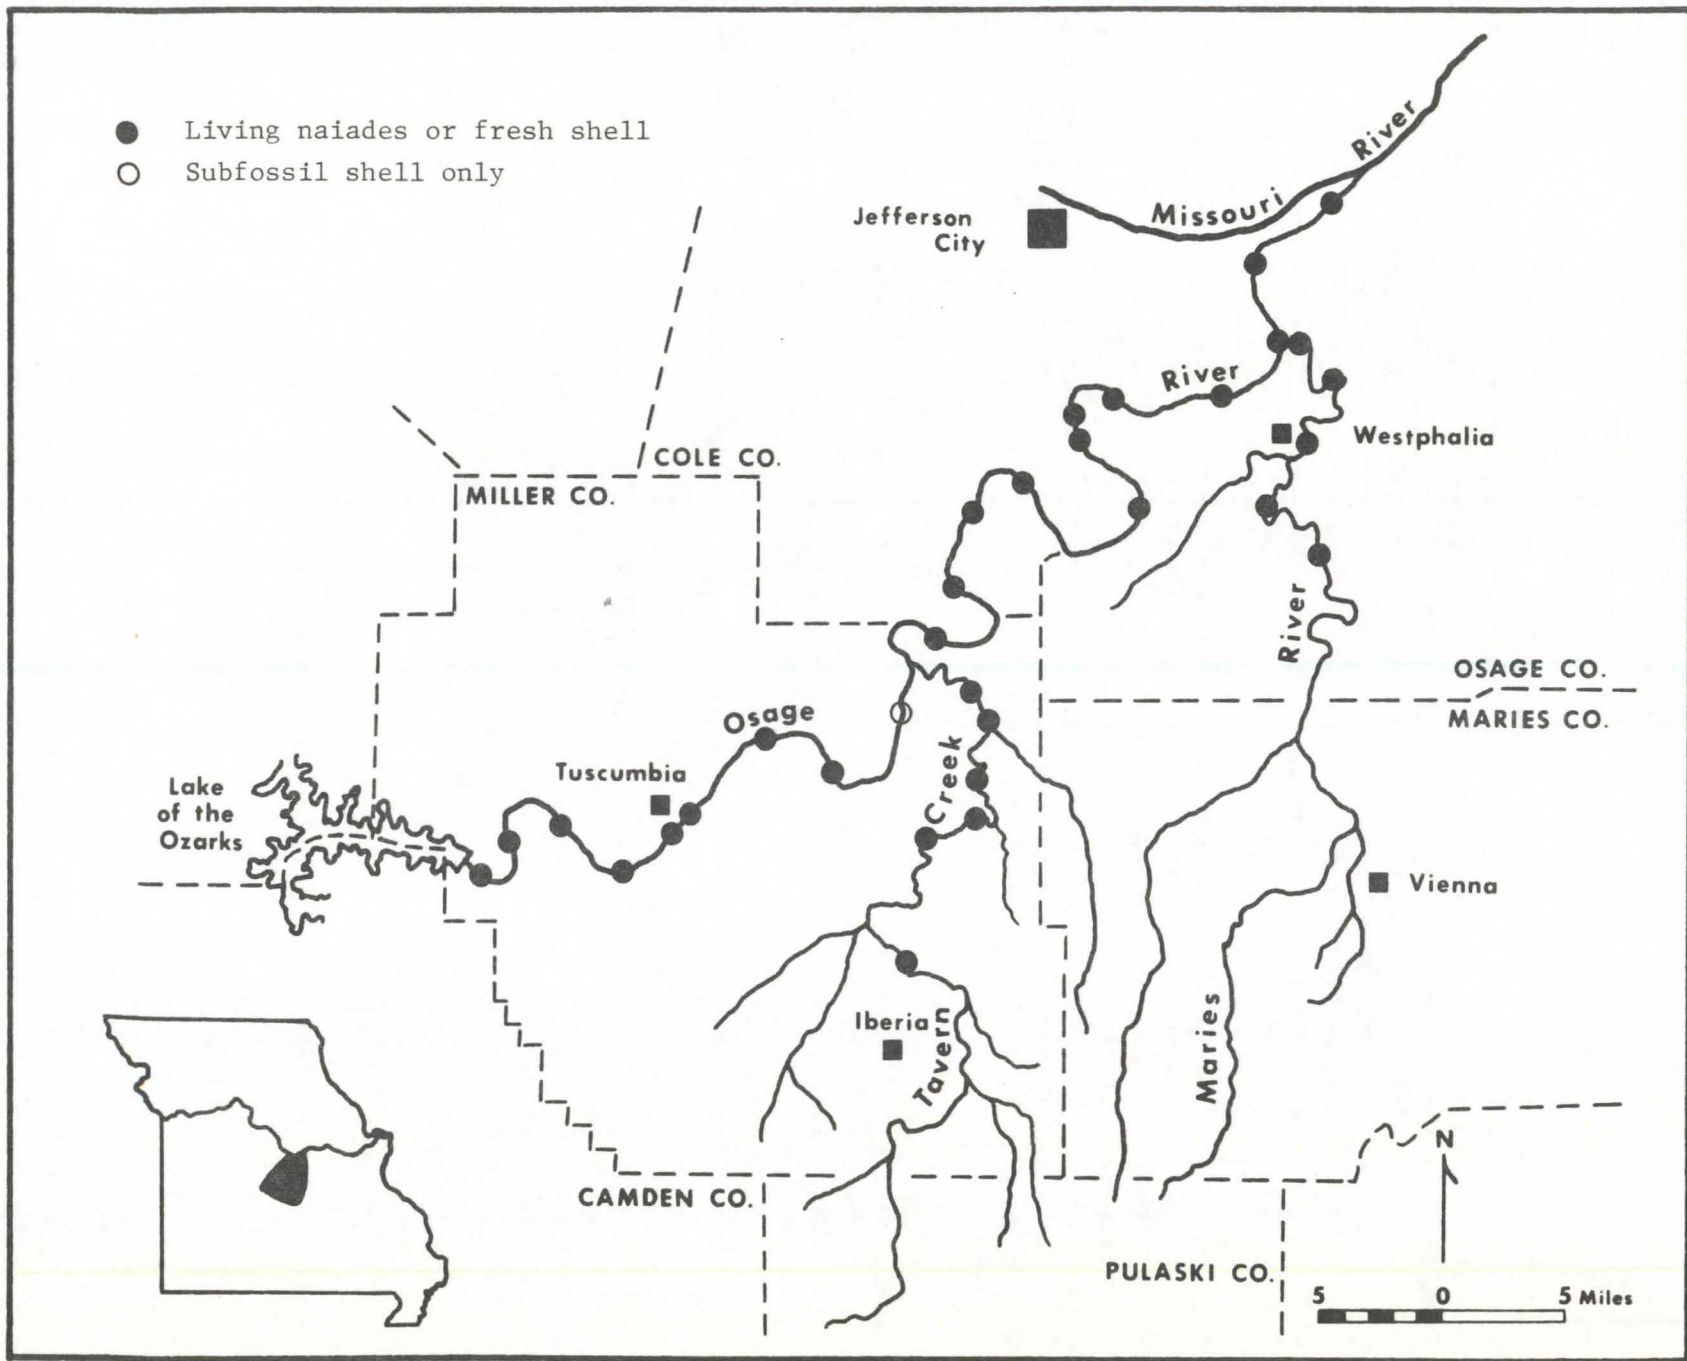 Living naiades or fresh shell
Subfossil shell only
River
Missouri
Jefferson
City
River
Westphalia
COLE CO.
MILLER CO.
River
OSAGE CO.
MARIES CO.
Osage
Creek
Tuscumbia
Lake
of the
Ozarks
Vienna
Maries
Iberia
Tavern
N
CAMDEN CO.
PULASKI CO.
5 0 5 Miles